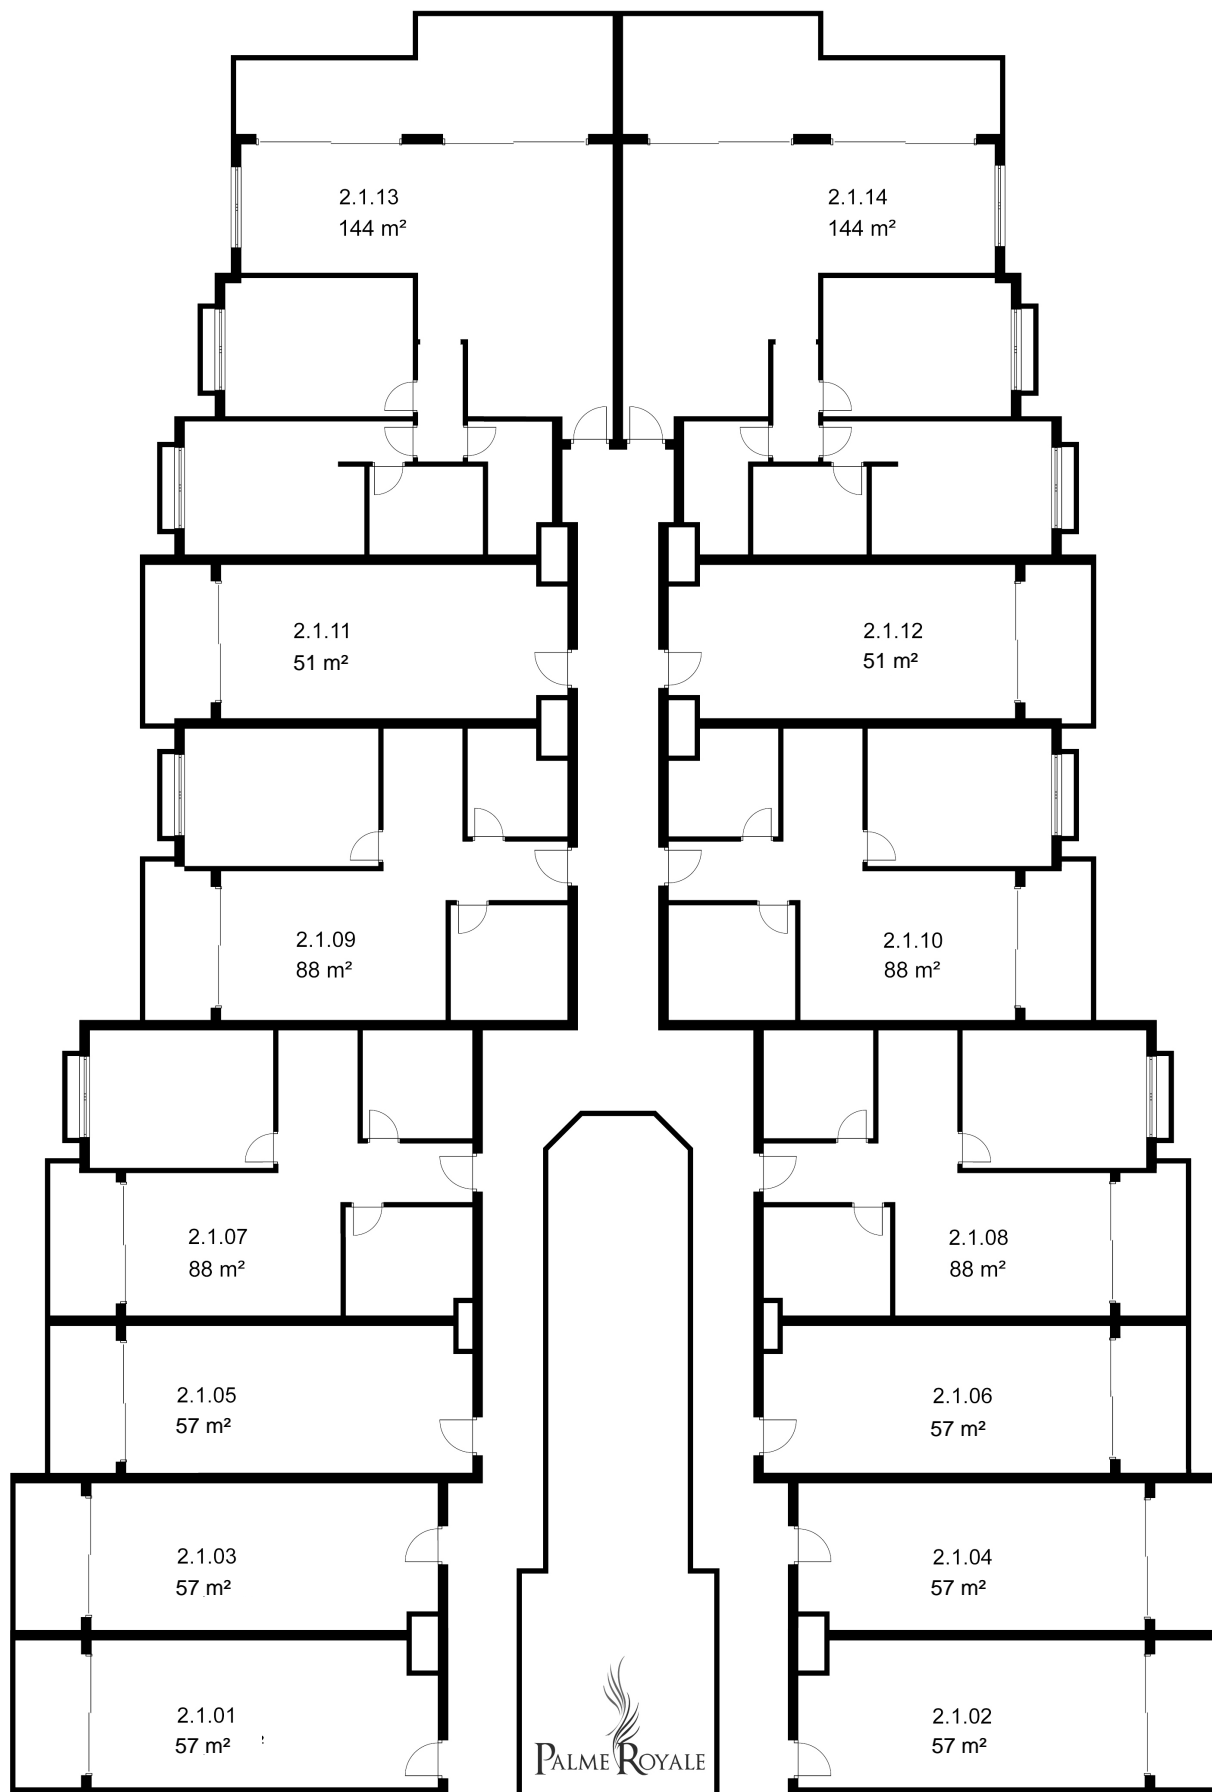 2.1.13
144 m²
2.1.14
144 m²
2.1.11
51 m²
2.1.12
51 m²
2.1.09
88 m²
2.1.10
88 m²
2.1.07
88 m²
2.1.08
88 m²
2.1.05
57 m²
2.1.06
57 m²
2.1.03
57 m²
2.1.04
57 m²
2.1.01
57 m²
2.1.02
57 m²
PALME ROYALE